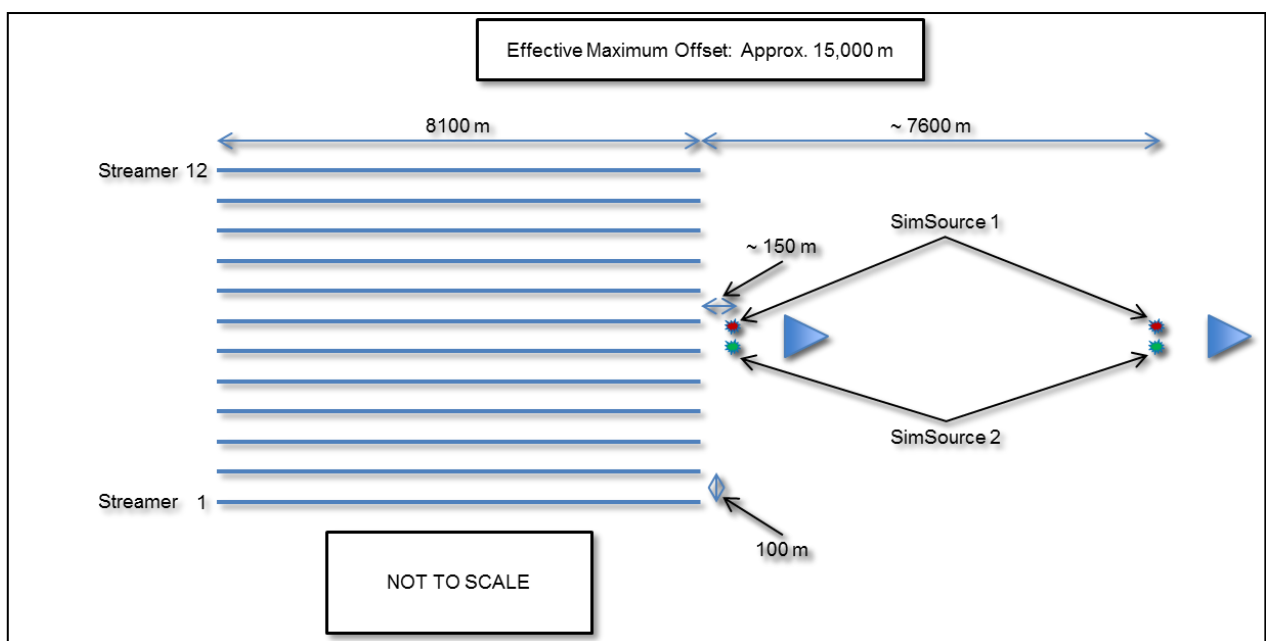 Effective Maximum Offset: Approx. 15,000 m
8100 m
~ 7600m
Streamer 12
SimSource 1
~ 150 m
SimSource 2
Streamer 1
100 m
NOT TO SCALE